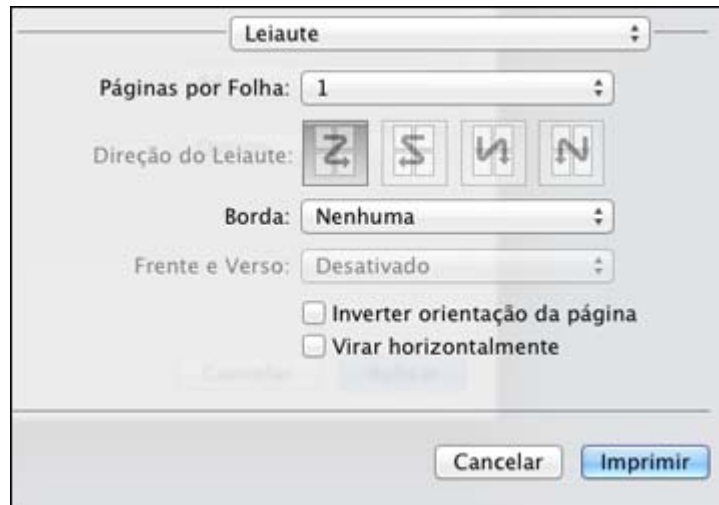 Leiaute
Páginas por Folha: 1
Direção do Leiaute:
Borda: Nenhuma
Frente e Verso: Desativado
Inverter orientação da página
Virar horizontalmente
Cancelar Imprimir